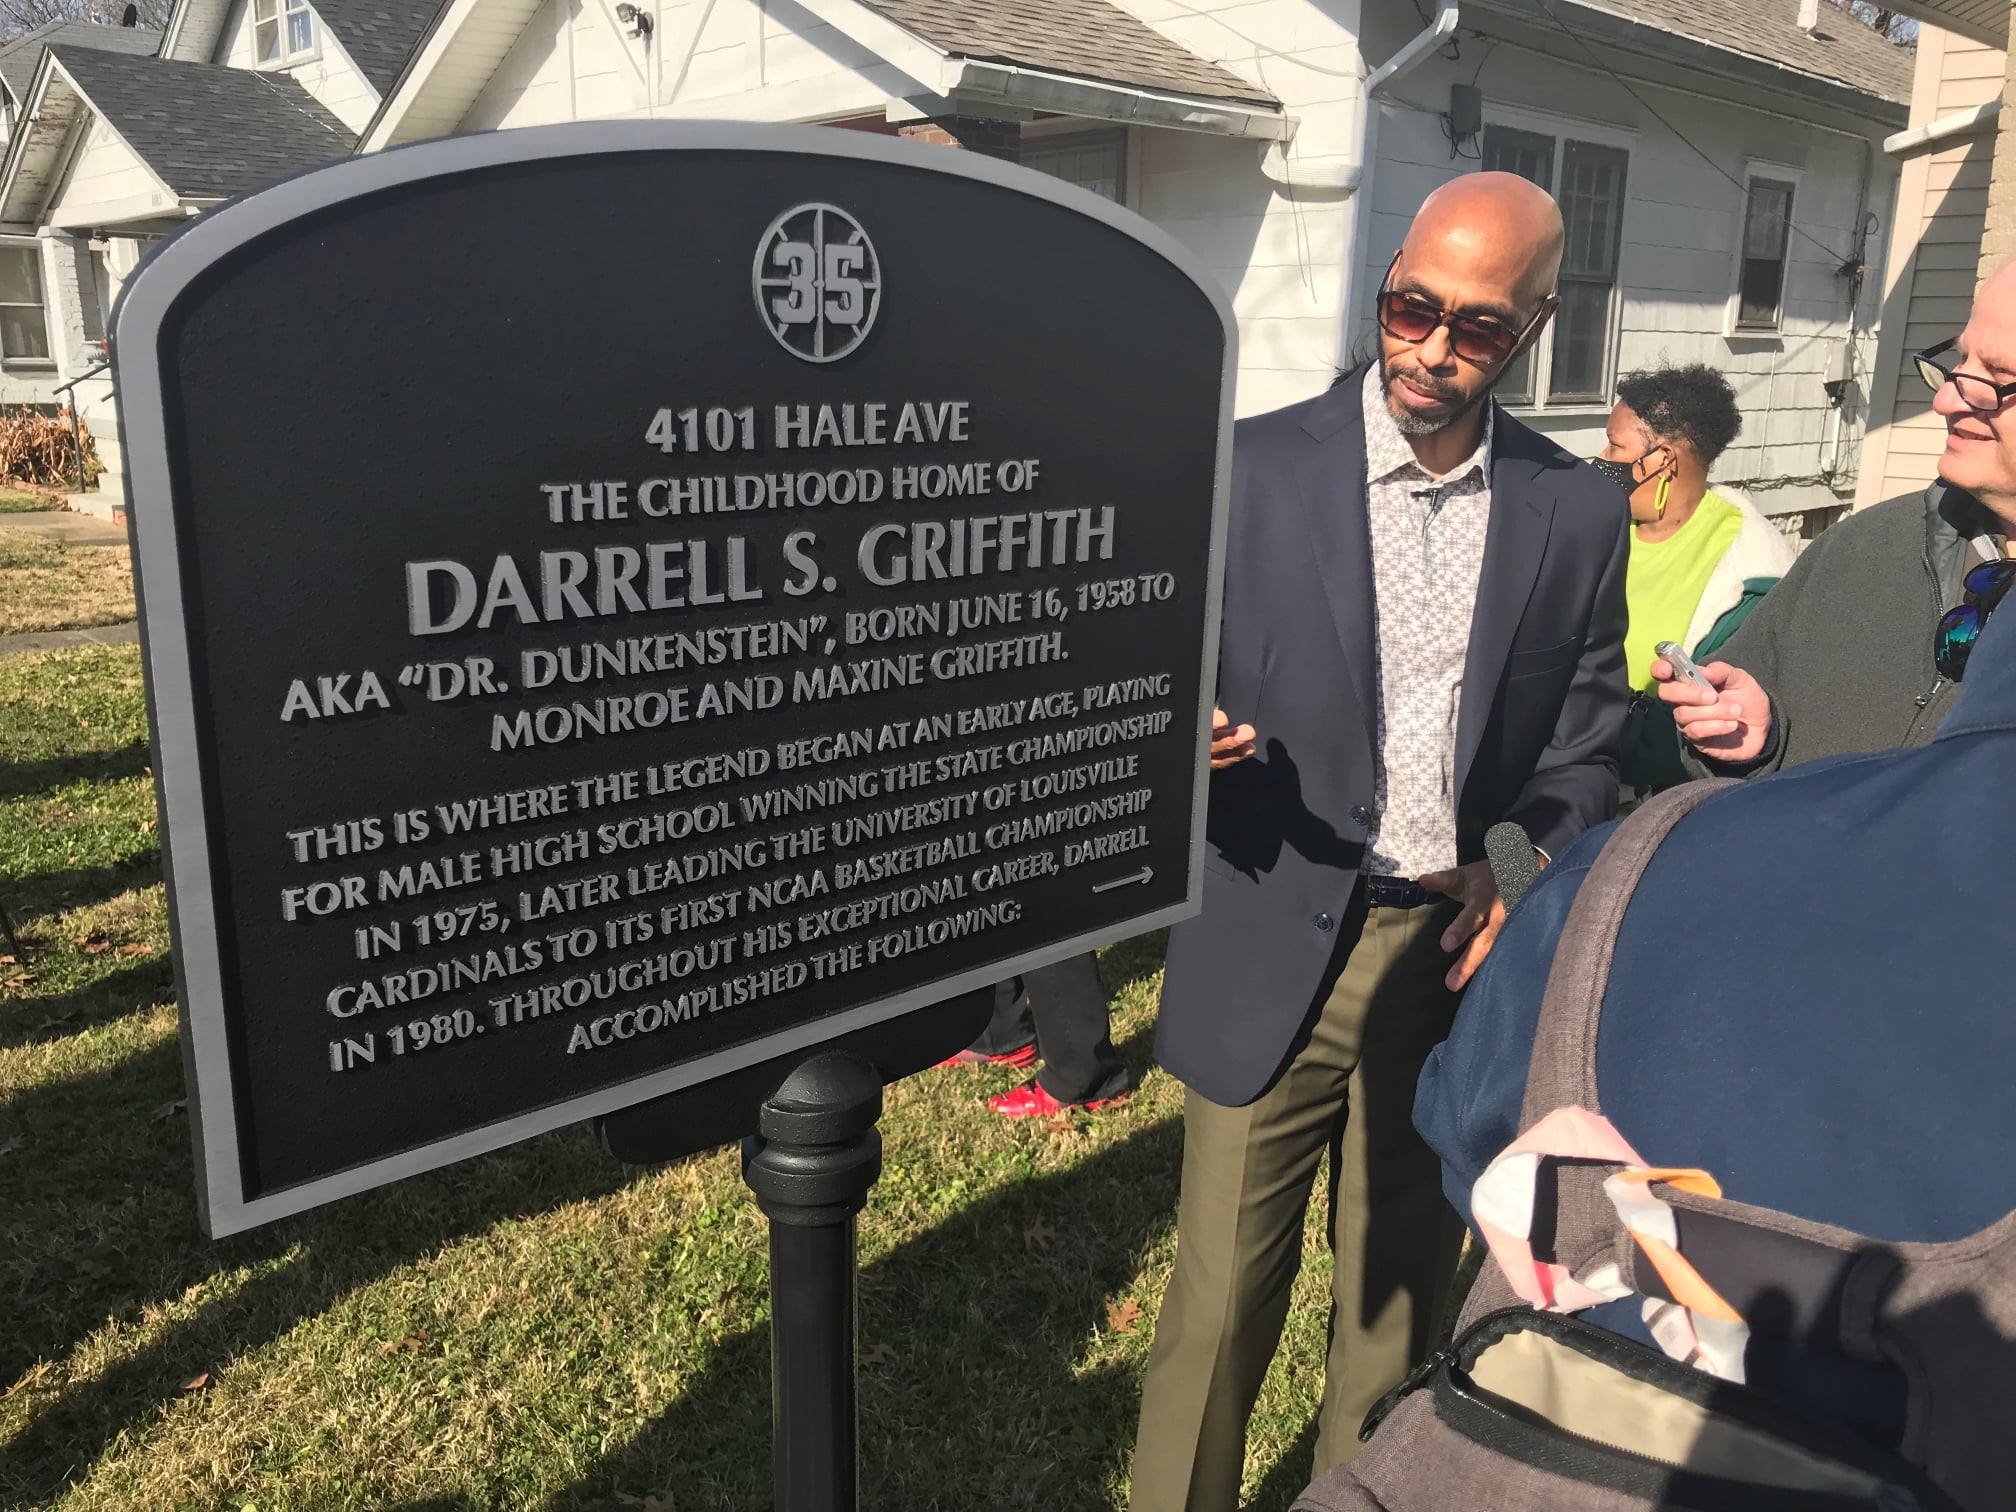 35
4101 HALE AVE
THE CHILDHOOD HOME OF
DARRELL S. GRIFFITH
AKA "DR. DUNKENSTEIN", BORN JUNE 16, 1958 TO
MONROE AND MAXINE GRIFFITH.
THIS IS WHERE THE LEGEND BEGAN AT AN EARLY AGE, PLAYING
FOR MALE HIGH SCHOOL WINNING THE STATE CHAMPIONSHIP
IN 1975, LATER LEADING THE UNIVERSITY OF LOUISVILLE
CARDINALS TO ITS FIRST NCAA BASKETBALL CHAMPIONSHIP
IN 1980. THROUGHOUT HIS EXCEPTIONAL CAREER, DARRELL
ACCOMPLISHED THE FOLLOWING: